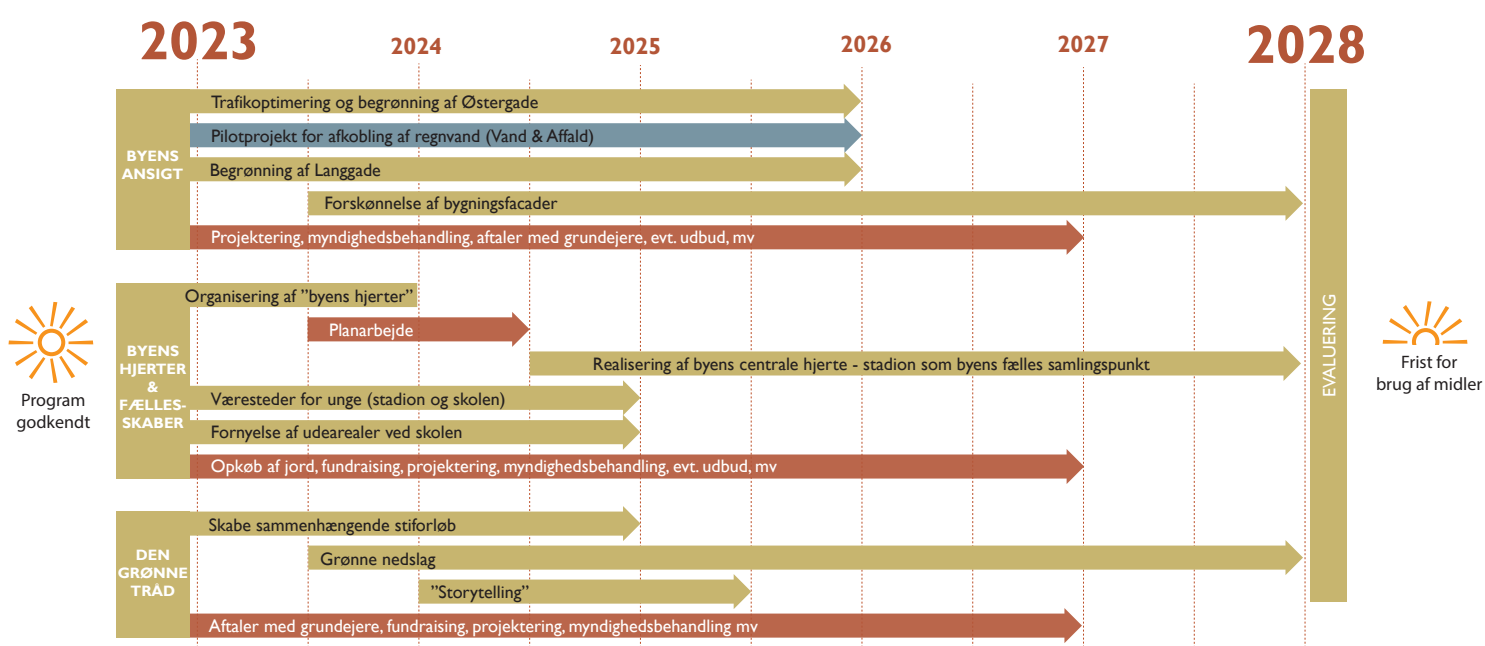 2023
2024
2025
2026
2027
2028
BYENS
ANSIGT
Trafikoptimering og begrønning af Østergade
Pilotprojekt for afkobling af regnvand (Vand & Affald)
Begrønning af Langgade
Forskønnelse af bygningsfacader
Projektering, myndighedsbehandling, aftaler med grundejere, evt. udbud, mv
Program
godkendt
BYENS
HJERTER
&
FÆLLES-
SKABER
Organisering af ”byens hjerter”
Planarbejde
Realisering af byens centrale hjerte - stadion som byens fælles samlingspunkt
Væresteder for unge (stadion og skolen)
Fornyelse af udearealer ved skolen
Opkøb af jord, fundraising, projektering, myndighedsbehandling, evt. udbud, mv
DEN
GRØNNE
TRÅD
Skabe sammenhængende stiforløb
Grønne nedslag
”Storytelling”
Aftaler med grundejere, fundraising, projektering, myndighedsbehandling mv
EVALUERING
Frist for
brug af midler